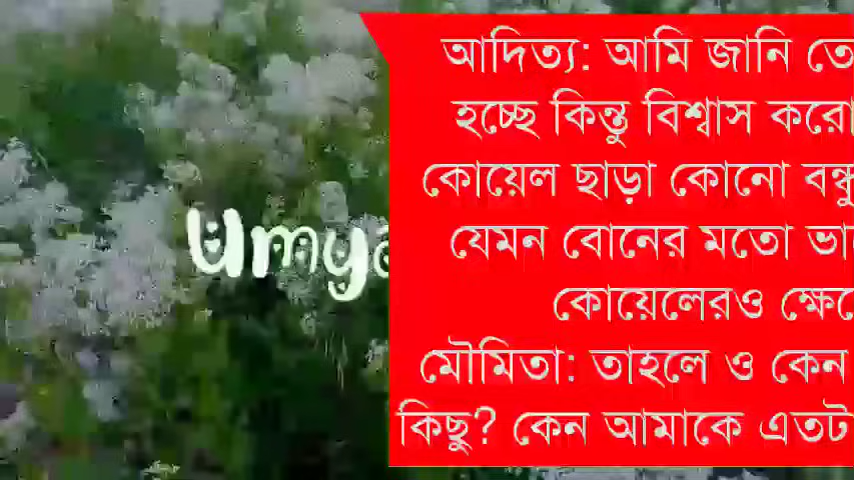 আদিত্য: আমি জানি
হচ্ছে কিন্তু বিশ্বাস করো
কোয়েল ছাড়া কোনো বন্ধু
যেমন বোনের মতো
কোয়েলেরও
মৌমিতা: তাহলে ও কেন
কিছু? কেন আমাকে